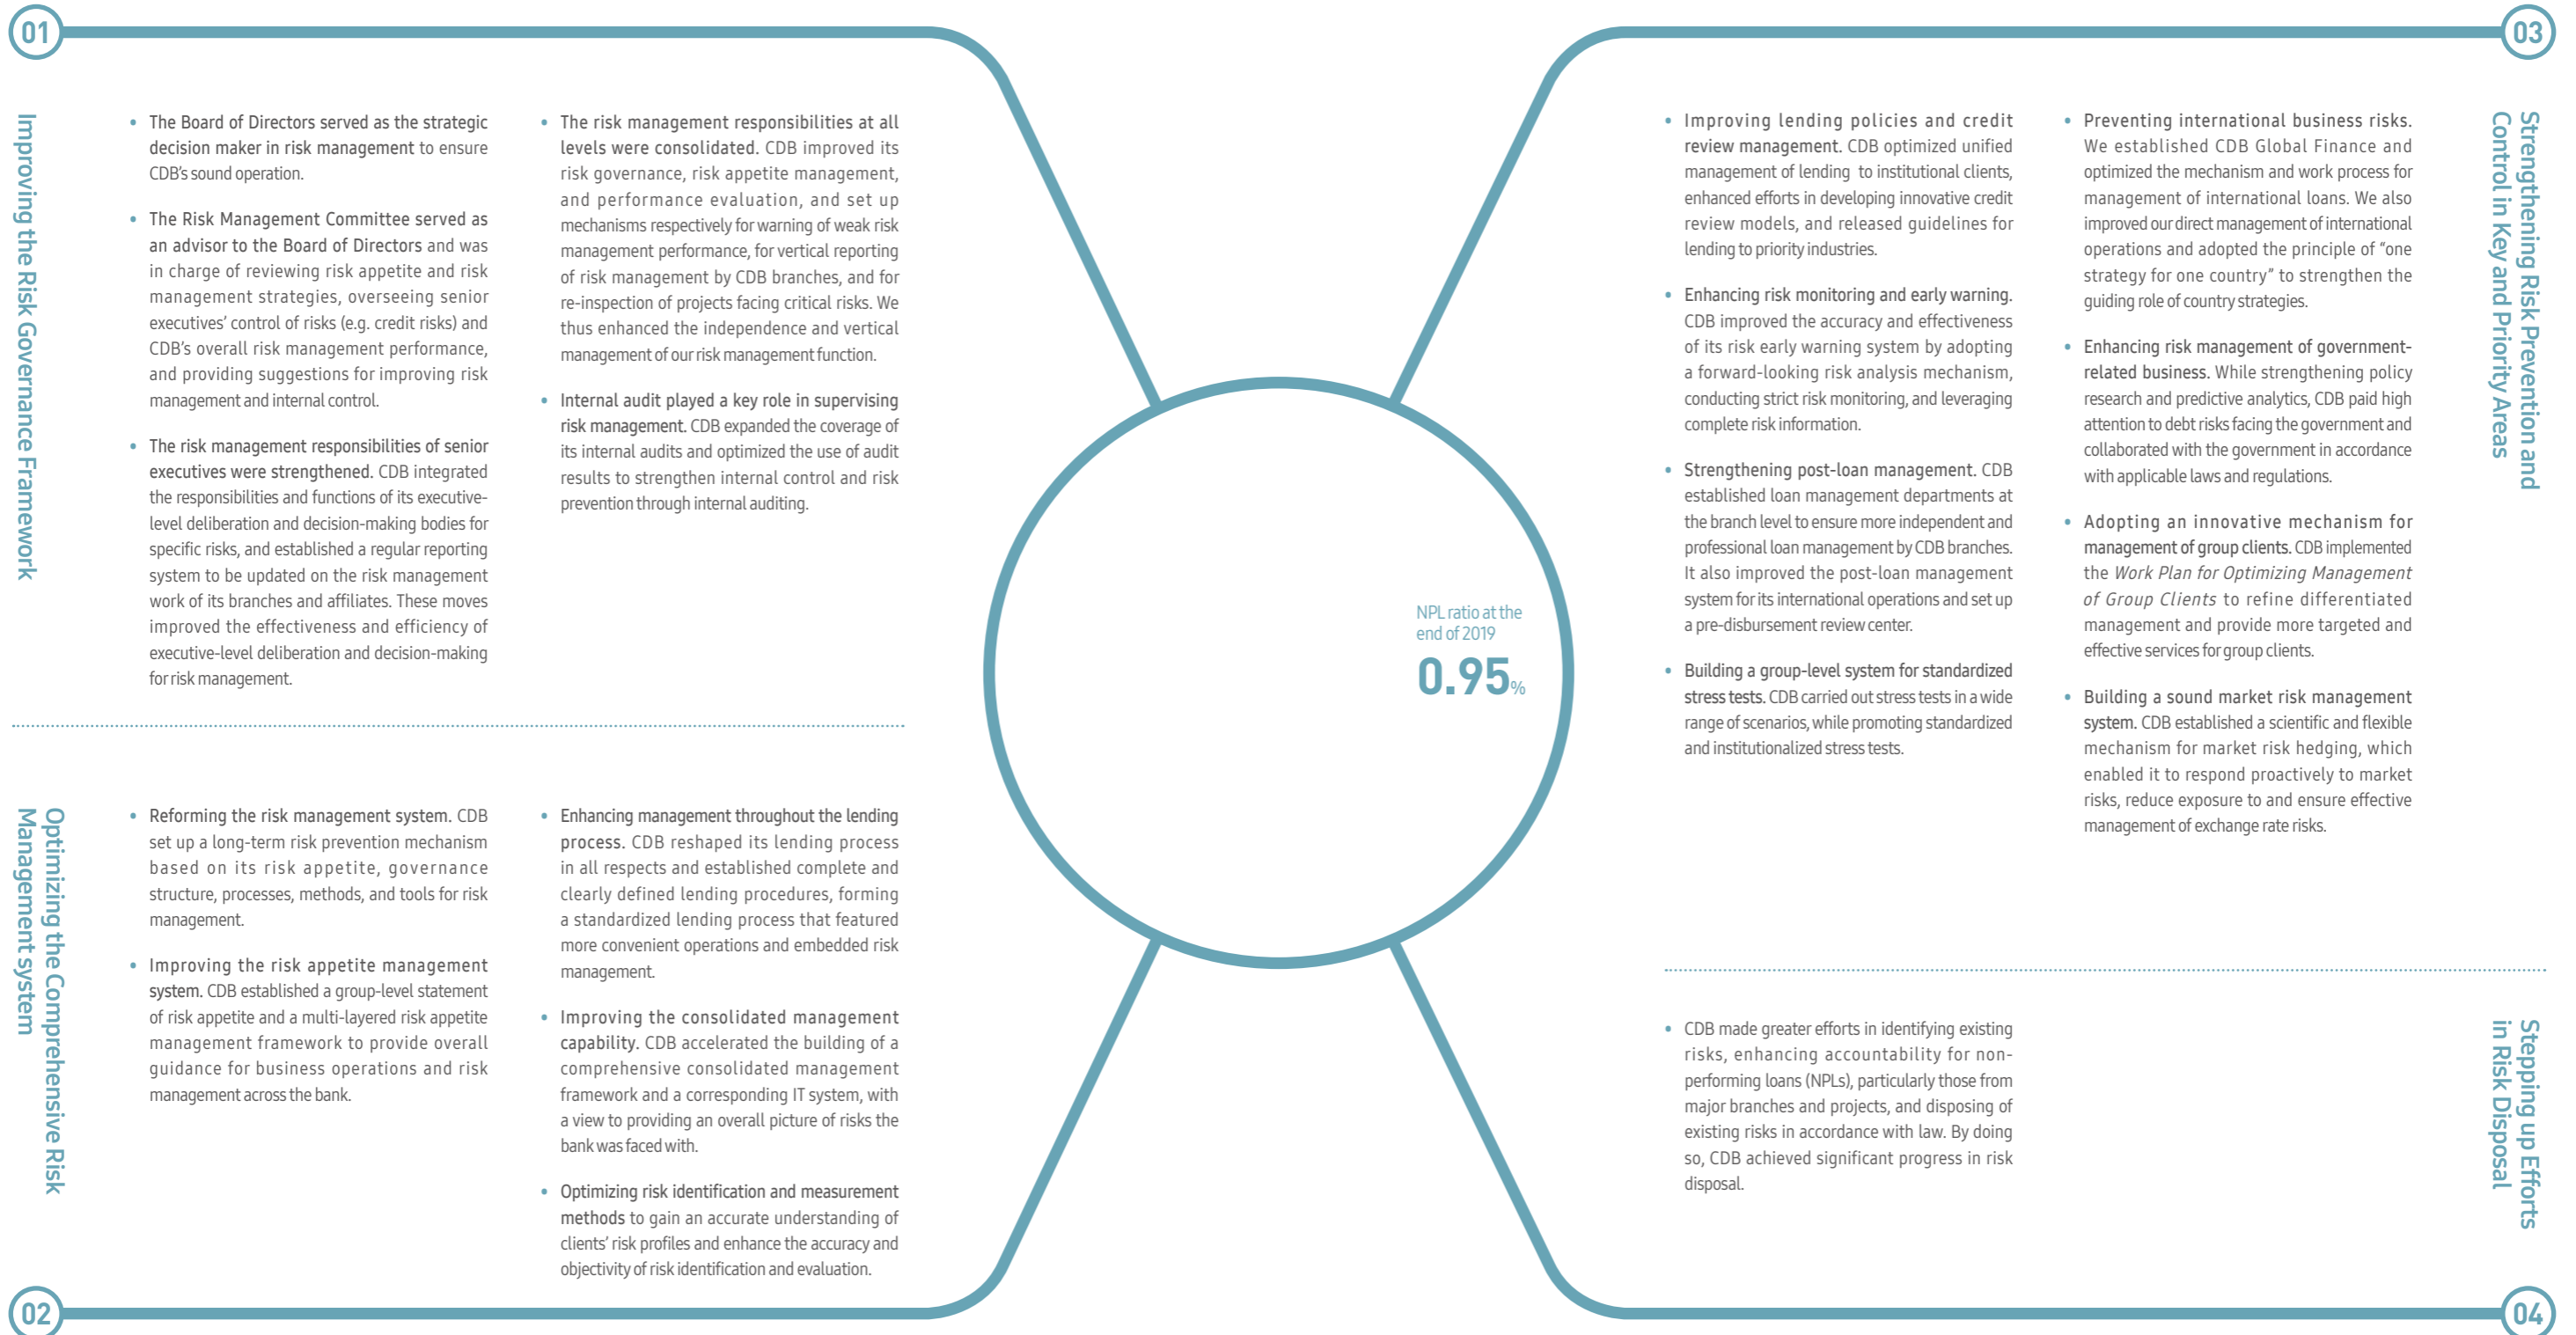 01
Improving the Risk Governance Framework
• The Board of Directors served as the strategic
decision maker in risk management to ensure
CDB's sound operation.
• The Risk Management Committee served as
an advisor to the Board of Directors and was
in charge of reviewing risk appetite and risk
management strategies, overseeing senior
executives' control of risks (e.g. credit risks) and
CDB's overall risk management performance,
and providing suggestions for improving risk
management and internal control.
• The risk management responsibilities of senior
executives were strengthened. CDB integrated
the responsibilities and functions of its executive-
level deliberation and decision-making bodies for
specific risks, and established a regular reporting
system to be updated on the risk management
work of its branches and affiliates. These moves
improved the effectiveness and efficiency of
executive-level deliberation and decision-making
for risk management.
• The risk management responsibilities at all
levels were consolidated. CDB improved its
risk governance, risk appetite management,
and performance evaluation, and set up
mechanisms respectively for warning of weak risk
management performance, for vertical reporting
of risk management by CDB branches, and for
re-inspection of projects facing critical risks. We
thus enhanced the independence and vertical
management of our risk management function.
• Internal audit played a key role in supervising
risk management. CDB expanded the coverage of
its internal audits and optimized the use of audit
results to strengthen internal control and risk
prevention through internal auditing.
02
Optimizing the Comprehensive Risk
Management system
• Reforming the risk management system. CDB
set up a long-term risk prevention mechanism
based on its risk appetite, governance
structure, processes, methods, and tools for risk
management.
• Improving the risk appetite management
system. CDB established a group-level statement
of risk appetite and a multi-layered risk appetite
management framework to provide overall
guidance for business operations and risk
management across the bank.
• Enhancing management throughout the lending
process. CDB reshaped its lending process
in all respects and established complete and
clearly defined lending procedures, forming
a standardized lending process that featured
more convenient operations and embedded risk
management.
• Improving the consolidated management
capability. CDB accelerated the building of a
comprehensive consolidated management
framework and a corresponding IT system, with
a view to providing an overall picture of risks the
bank was faced with.
• Optimizing risk identification and measurement
methods to gain an accurate understanding of
clients' risk profiles and enhance the accuracy and
objectivity of risk identification and evaluation.
NPL ratio at the
end of 2019
0.95%
03
Strengthening Risk Prevention and
Control in Key and Priority Areas
• Improving lending policies and credit
review management. CDB optimized unified
management of lending to institutional clients,
enhanced efforts in developing innovative credit
review models, and released guidelines for
lending to priority industries.
• Enhancing risk monitoring and early warning.
CDB improved the accuracy and effectiveness
of its risk early warning system by adopting
a forward-looking risk analysis mechanism,
conducting strict risk monitoring, and leveraging
complete risk information.
• Strengthening post-loan management. CDB
established loan management departments at
the branch level to ensure more independent and
professional loan management by CDB branches.
It also improved the post-loan management
system for its international operations and set up
a pre-disbursement review center.
• Building a group-level system for standardized
stress tests. CDB carried out stress tests in a wide
range of scenarios, while promoting standardized
and institutionalized stress tests.
• Preventing international business risks.
We established CDB Global Finance and
optimized the mechanism and work process for
management of international loans. We also
improved our direct management of international
operations and adopted the principle of "one
strategy for one country" to strengthen the
guiding role of country strategies.
• Enhancing risk management of government-
related business. While strengthening policy
research and predictive analytics, CDB paid high
attention to debt risks facing the government and
collaborated with the government in accordance
with applicable laws and regulations.
• Adopting an innovative mechanism for
management of group clients. CDB implemented
the Work Plan for Optimizing Management
of Group Clients to refine differentiated
management and provide more targeted and
effective services for group clients.
• Building a sound market risk management
system. CDB established a scientific and flexible
mechanism for market risk hedging, which
enabled it to respond proactively to market
risks, reduce exposure to and ensure effective
management of exchange rate risks.
04
Stepping up Efforts
in Risk Disposal
• CDB made greater efforts in identifying existing
risks, enhancing accountability for non-
performing loans (NPLs), particularly those from
major branches and projects, and disposing of
existing risks in accordance with law. By doing
so, CDB achieved significant progress in risk
disposal.